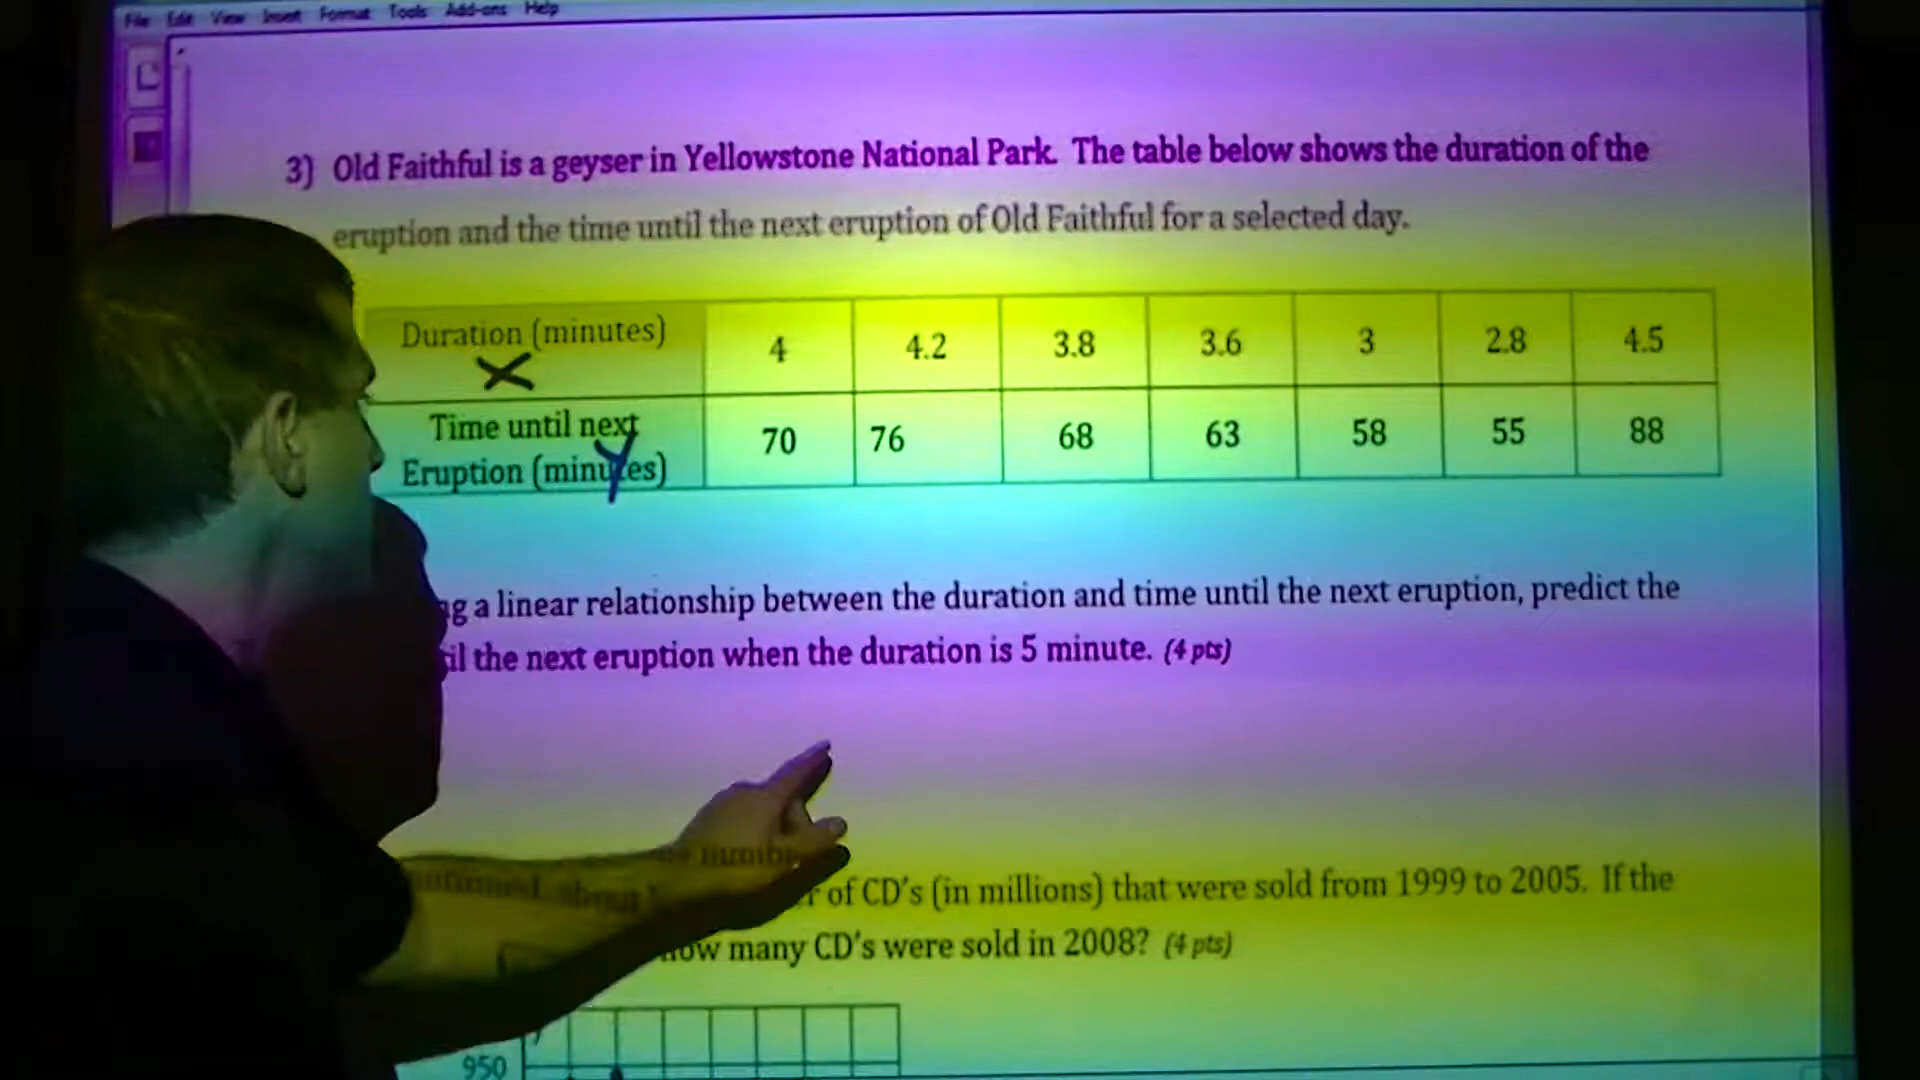 File Edit View Insert Format Tools Add-ons Help
3) Old Faithful is a geyser in Yellowstone National Park. The table below shows the duration of the
eruption and the time until the next eruption of Old Faithful for a selected day.
Duration (minutes) 4 4.2 3.8 3.6 3 2.8 4.5
X
Time until next
Eruption (minutes) 70 76 68 63 58 55 88
Y
g a linear relationship between the duration and time until the next eruption, predict the
il the next eruption when the duration is 5 minute. (4 pts)
of CD's (in millions) that were sold from 1999 to 2005. If the
how many CD's were sold in 2008? (4 pts)
950